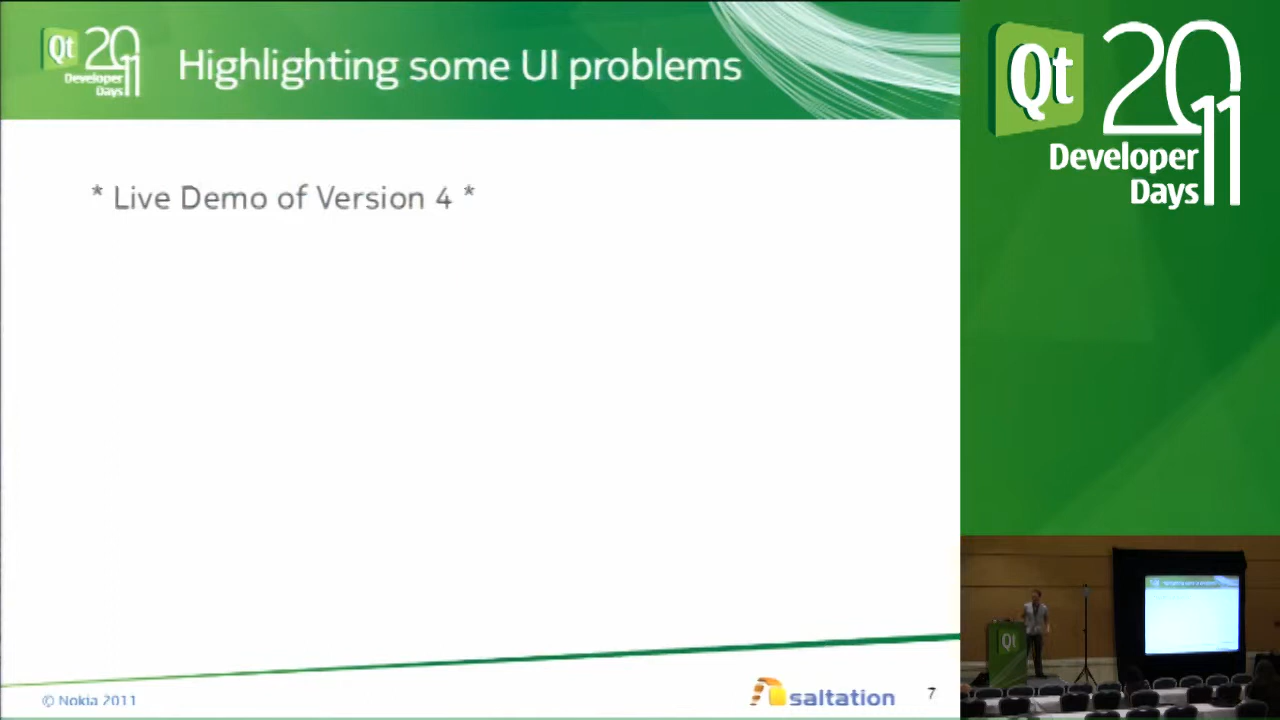 Qt 2011
Developer
Days
Highlighting some UI problems
* Live Demo of Version 4 *
© Nokia 2011
saltation
7
Qt 2011
Developer
Days
Qt